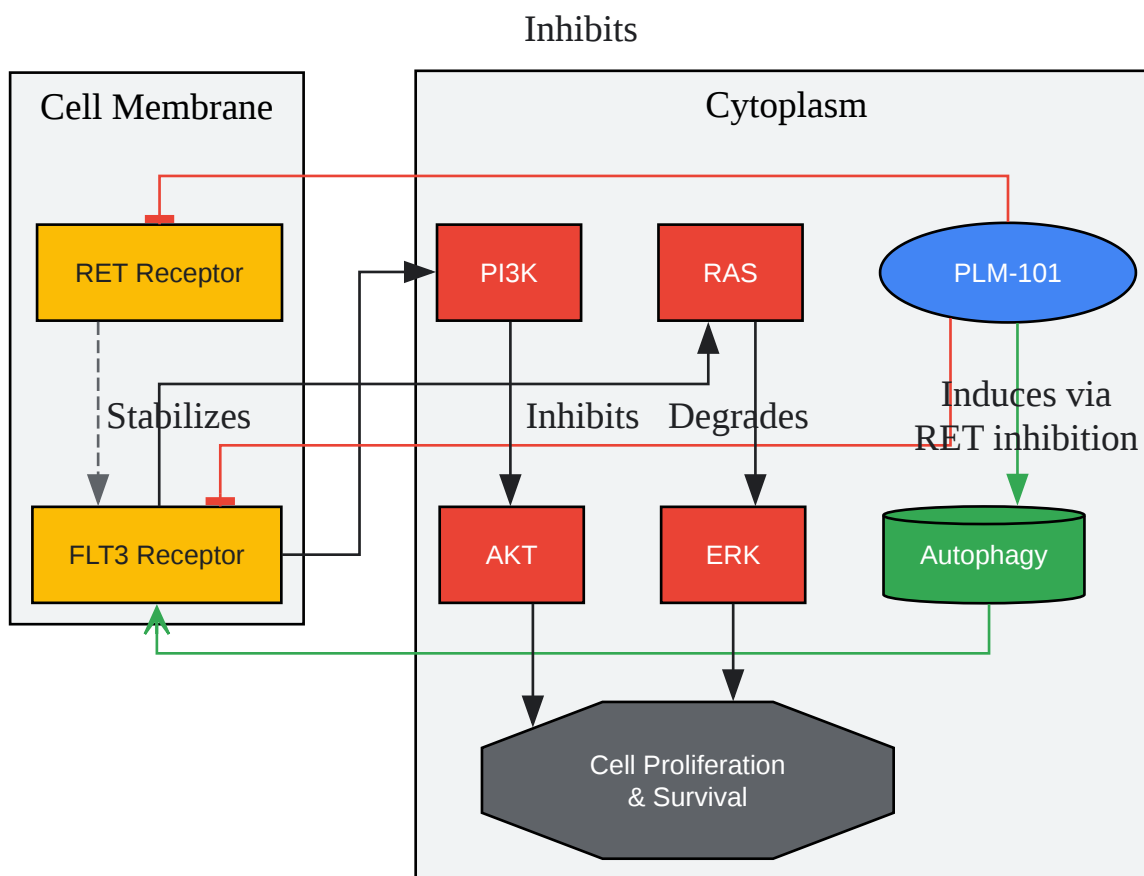 Inhibits
Cell Membrane
Cytoplasm
RET Receptor
PI3K
RAS
PLM-101
Stabilizes
Inhibits
Degrades
Induces via
RET inhibition
FLT3 Receptor
AKT
ERK
Autophagy
Cell Proliferation
& Survival